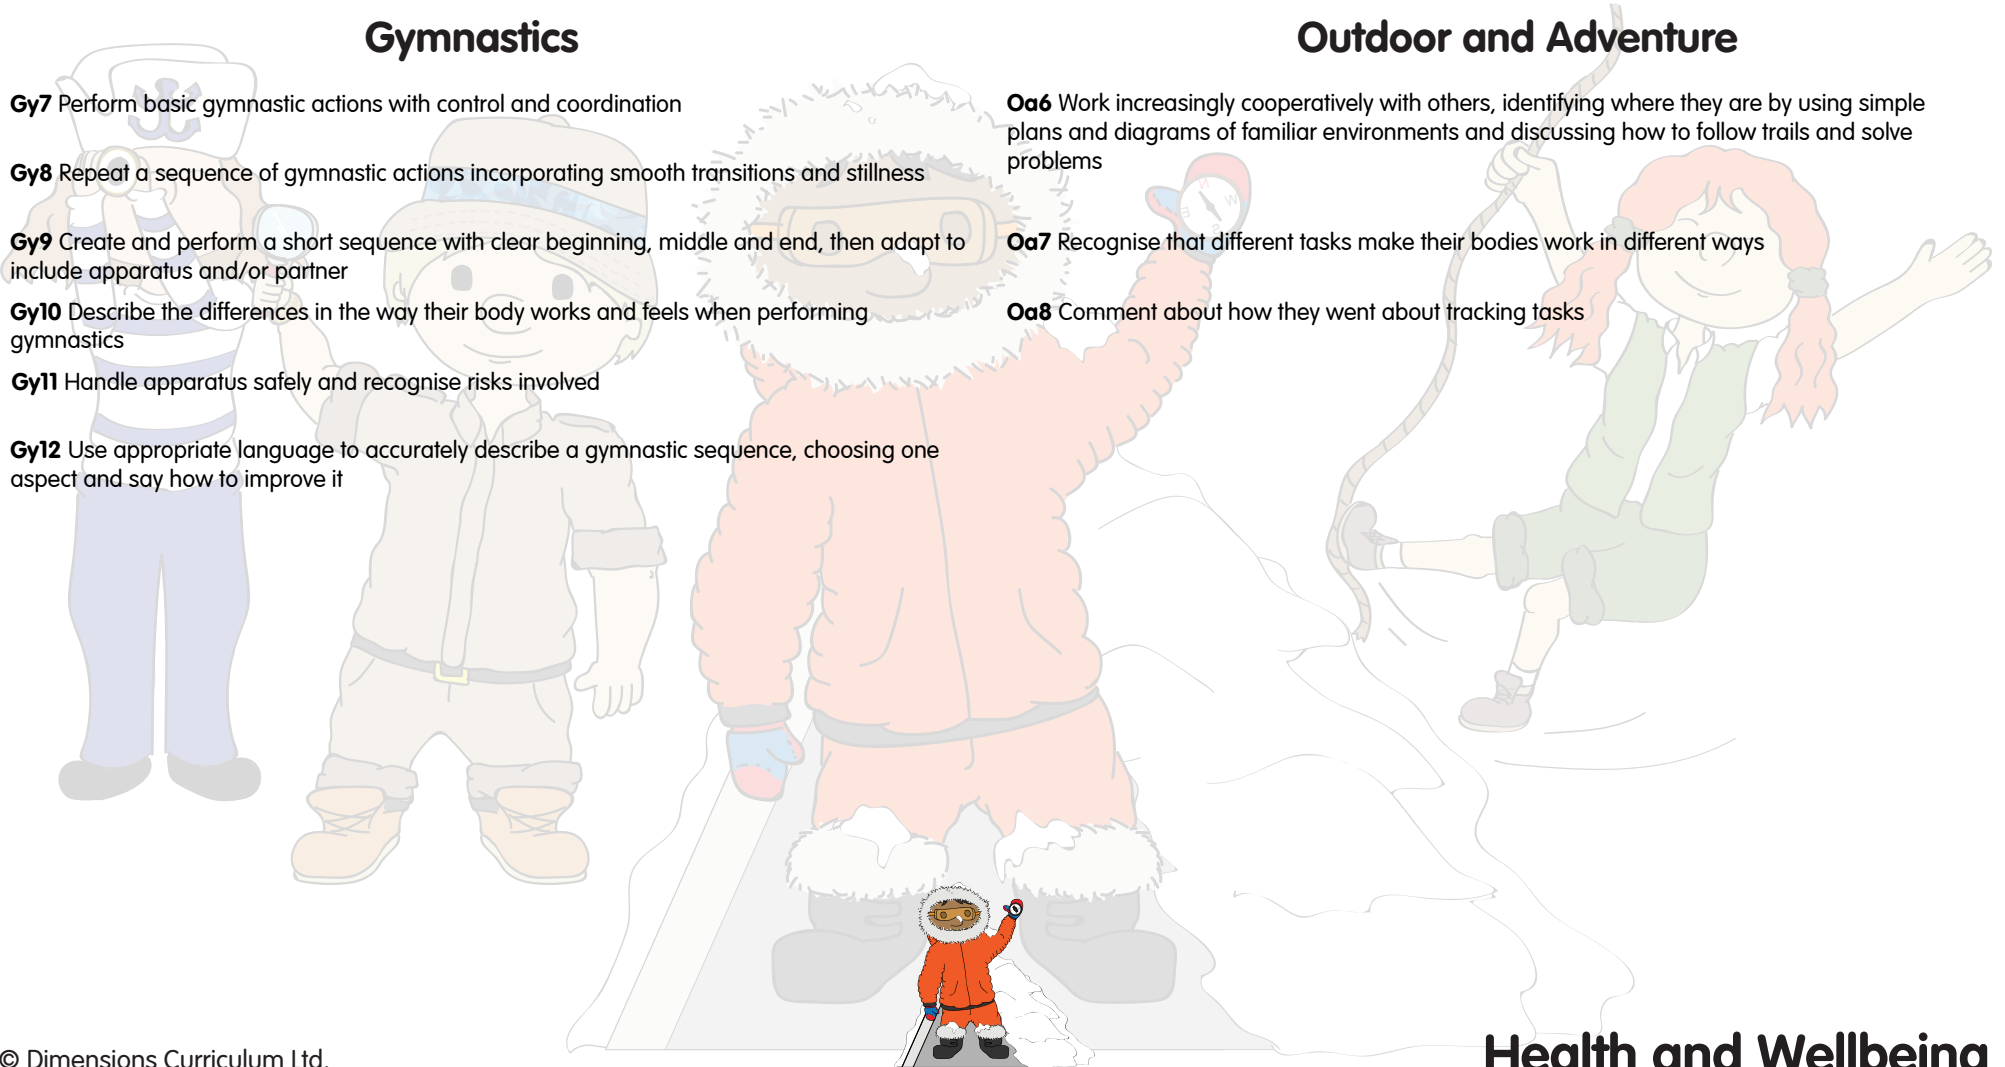 Gymnastics
Gy7 Perform basic gymnastic actions with control and coordination
Gy8 Repeat a sequence of gymnastic actions incorporating smooth transitions and stillness
Gy9 Create and perform a short sequence with clear beginning, middle and end, then adapt to
include apparatus and/or partner
Gy10 Describe the differences in the way their body works and feels when performing
gymnastics
Gy11 Handle apparatus safely and recognise risks involved
Gy12 Use appropriate language to accurately describe a gymnastic sequence, choosing one
aspect and say how to improve it
Outdoor and Adventure
Oa6 Work increasingly cooperatively with others, identifying where they are by using simple
plans and diagrams of familiar environments and discussing how to follow trails and solve
problems
Oa7 Recognise that different tasks make their bodies work in different ways
Oa8 Comment about how they went about tracking tasks
N
W
E
S
© Dimensions Curriculum Ltd.
Health and Wellbeing